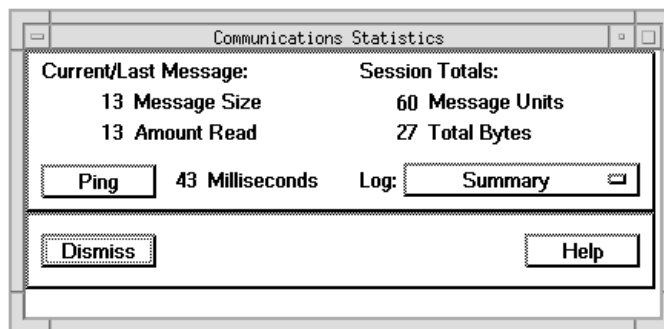 Communications Statistics
Current/Last Message: Session Totals:
13 Message Size 60 Message Units
13 Amount Read 27 Total Bytes
Ping 43 Milliseconds Log: Summary
Dismiss Help